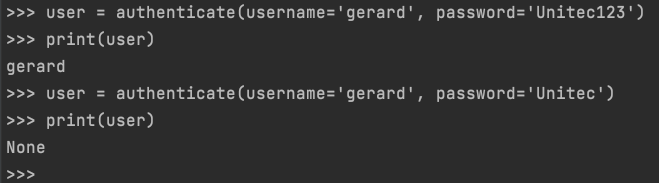 >>> user = authenticate(username='gerard', password='Unitec123')
>>> print(user)
gerard
>>> user = authenticate(username='gerard', password='Unitec')
>>> print(user)
None
>>>